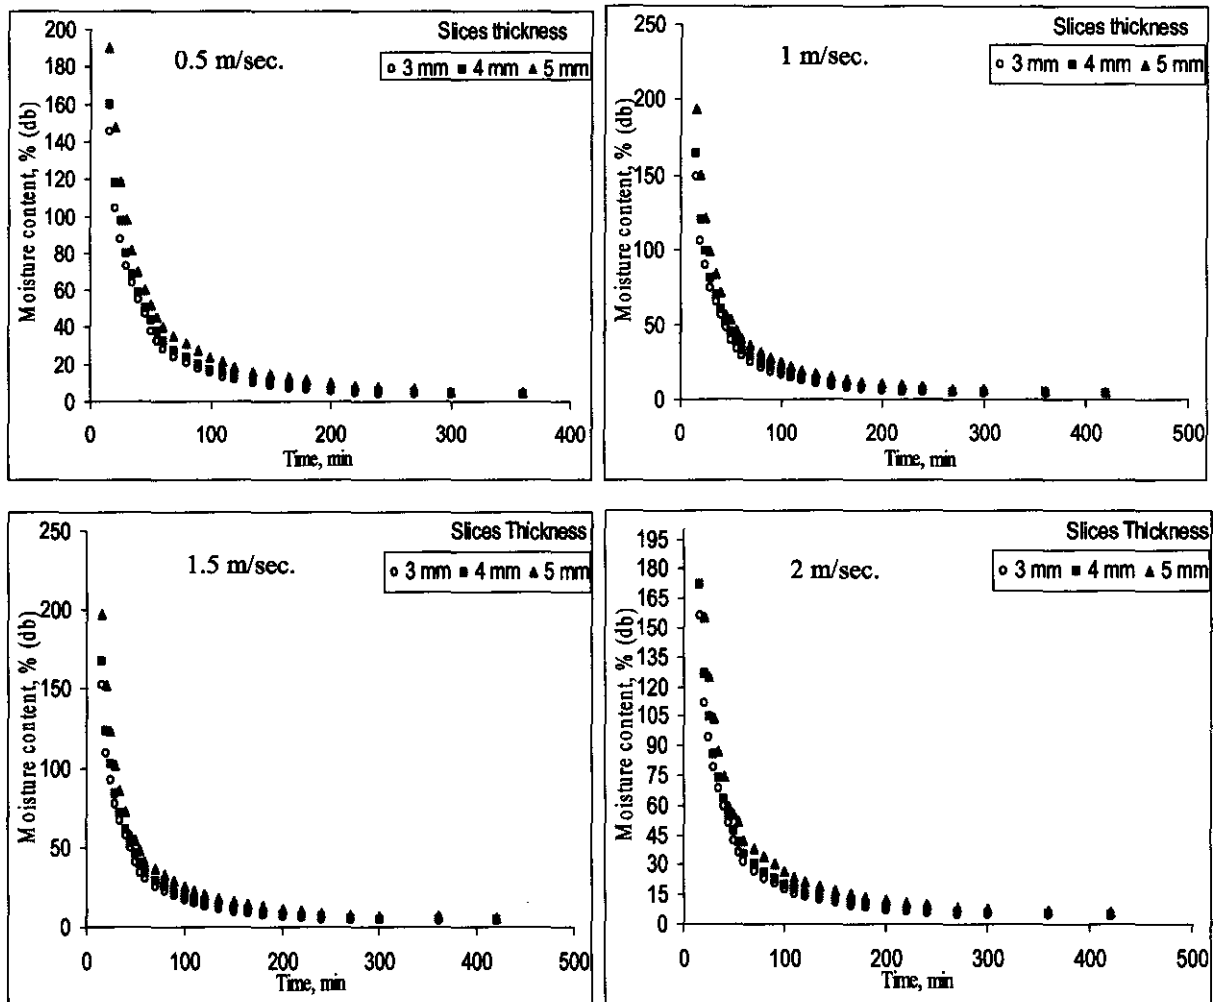 Slices thickness
○ 3 mm ■ 4 mm ▲ 5 mm
0.5 m/sec.
Moisture content, % (db)
200
180
160
140
120
100
80
60
40
20
0
0 100 200 300 400
Time, min
Slices thickness
○ 3 mm ■ 4 mm ▲ 5 mm
1 m/sec.
Moisture content, % (db)
250
200
150
100
50
0
0 100 200 300 400 500
Time, min
Slices Thickness
○ 3 mm ■ 4 mm ▲ 5 mm
1.5 m/sec.
Moisture content, % (db)
250
200
150
100
50
0
0 100 200 300 400 500
Time, min
Slices Thickness
○ 3 mm ■ 4 mm ▲ 5 mm
2 m/sec.
Moisture content, % (db)
195
180
165
150
135
120
105
90
75
60
45
30
15
0
0 100 200 300 400 500
Time, min